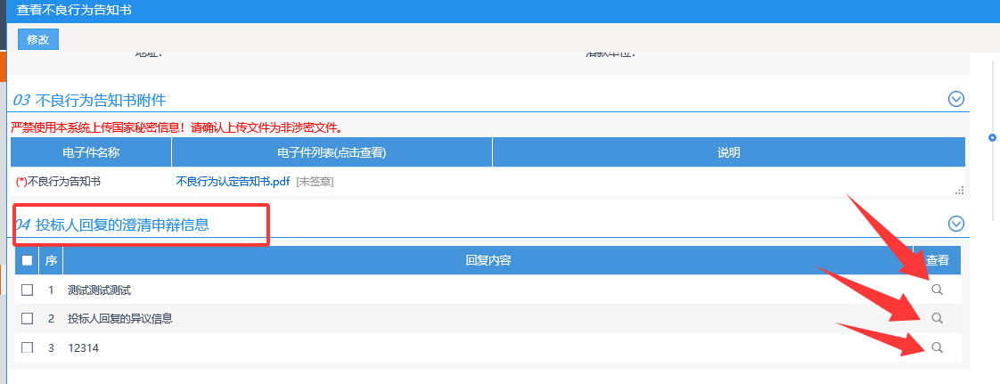 查看不良行为告知书
修改
地址： 活款单位：
03 不良行为告知书附件
严禁使用本系统上传国家秘密信息！请确认上传文件为非涉密文件。
电子件名称 电子件列表(点击查看) 说明
(*)不良行为告知书 不良行为认定告知书.pdf [未签章]
04 投标人回复的澄清申辩信息
序 回复内容 查看
1 测试测试测试
2 投标人回复的异议信息
3 12314